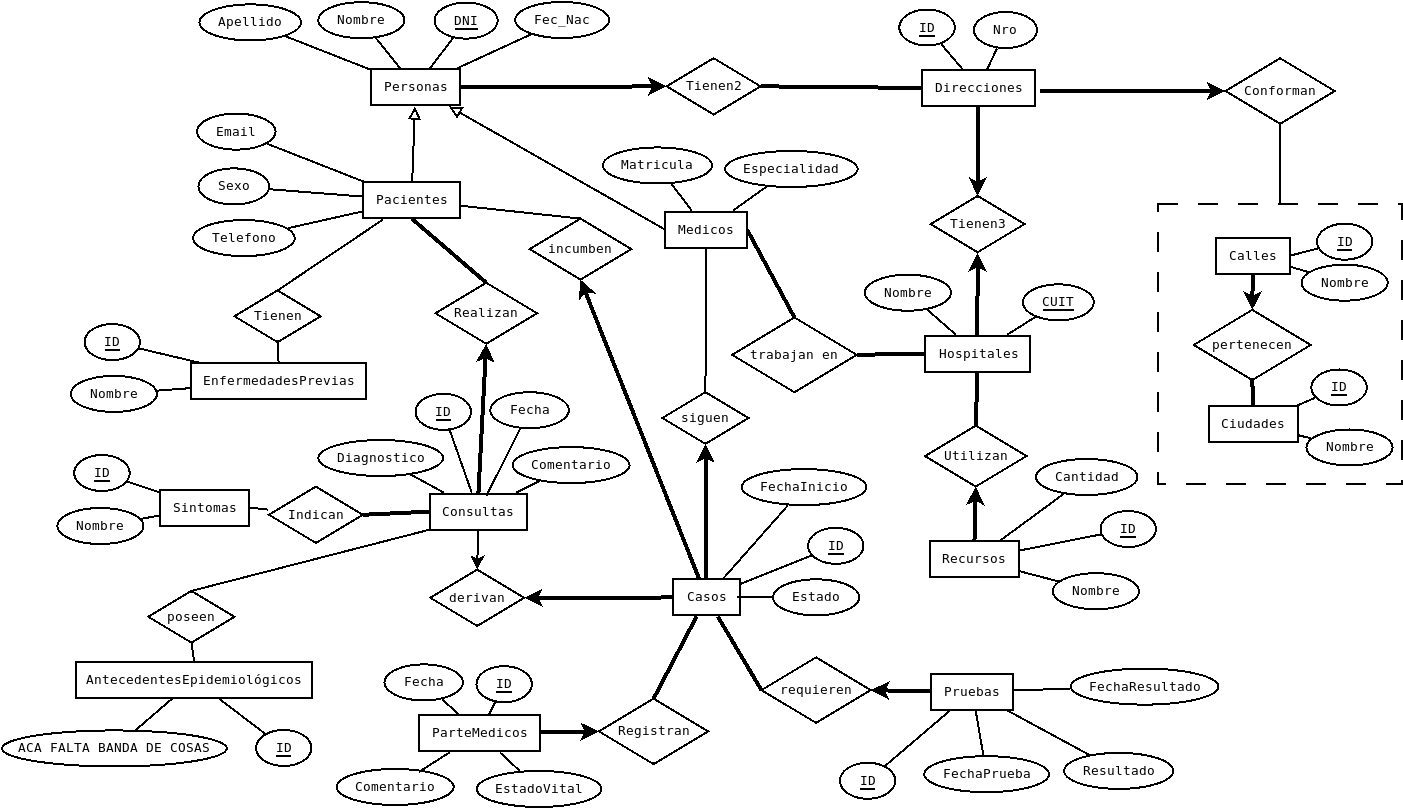 Apellido
Nombre
DNI
Fec_Nac
ID
Nro
Personas
Tienen2
Direcciones
Conforman
Email
Sexo
Telefono
Pacientes
Matricula
Especialidad
Medicos
incumben
Tienen3
Calles
ID
Nombre
pertenecen
Ciudades
ID
Nombre
Tienen
Realizan
Nombre
CUIT
trabajan en
Hospitales
ID
Nombre
EnfermedadesPrevias
ID
Fecha
siguen
Diagnostico
Comentario
Utilizan
Cantidad
ID
Nombre
Sintomas
Indican
Consultas
FechaInicio
ID
Estado
Recursos
ID
Nombre
derivan
Casos
poseen
AntecedentesEpidemiológicos
ACA FALTA BANDA DE COSAS
ID
Fecha
ID
ParteMedicos
Registran
Comentario
EstadoVital
requieren
Pruebas
FechaResultado
ID
FechaPrueba
Resultado